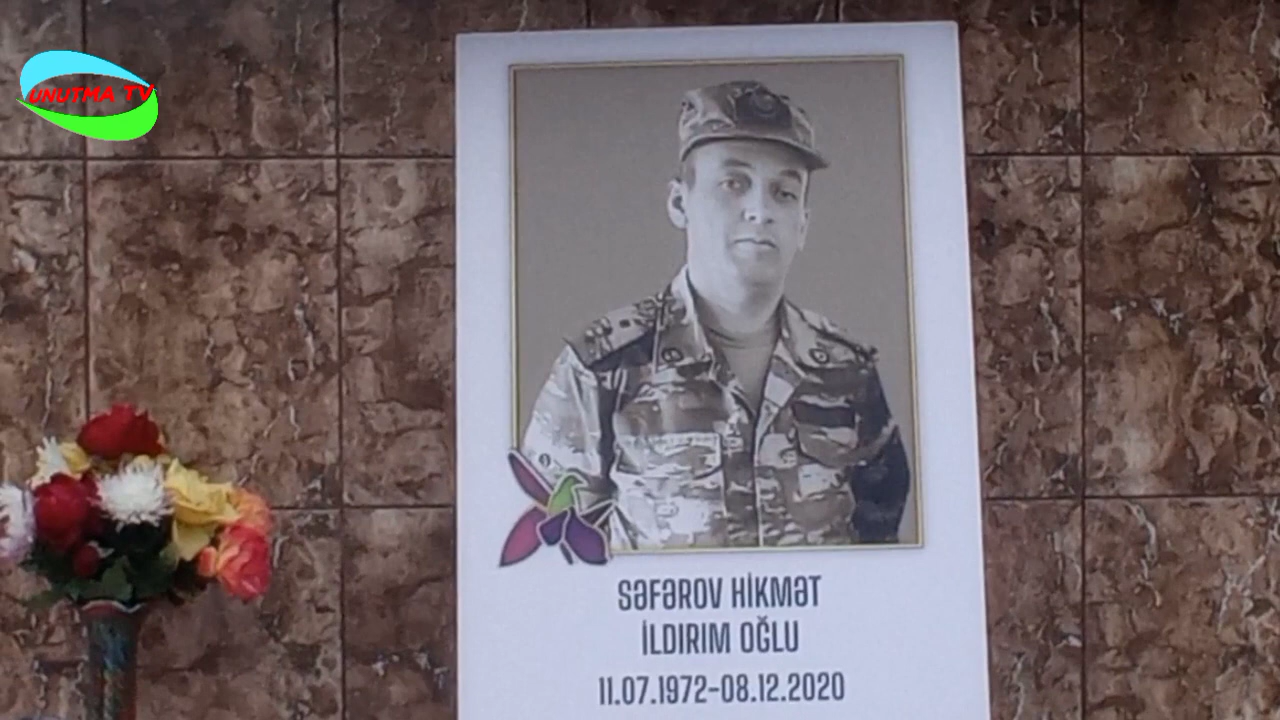 UNUTMA TV
SƏFƏROV HİKMƏT
İLDIRIM OĞLU
11.07.1972-08.12.2020